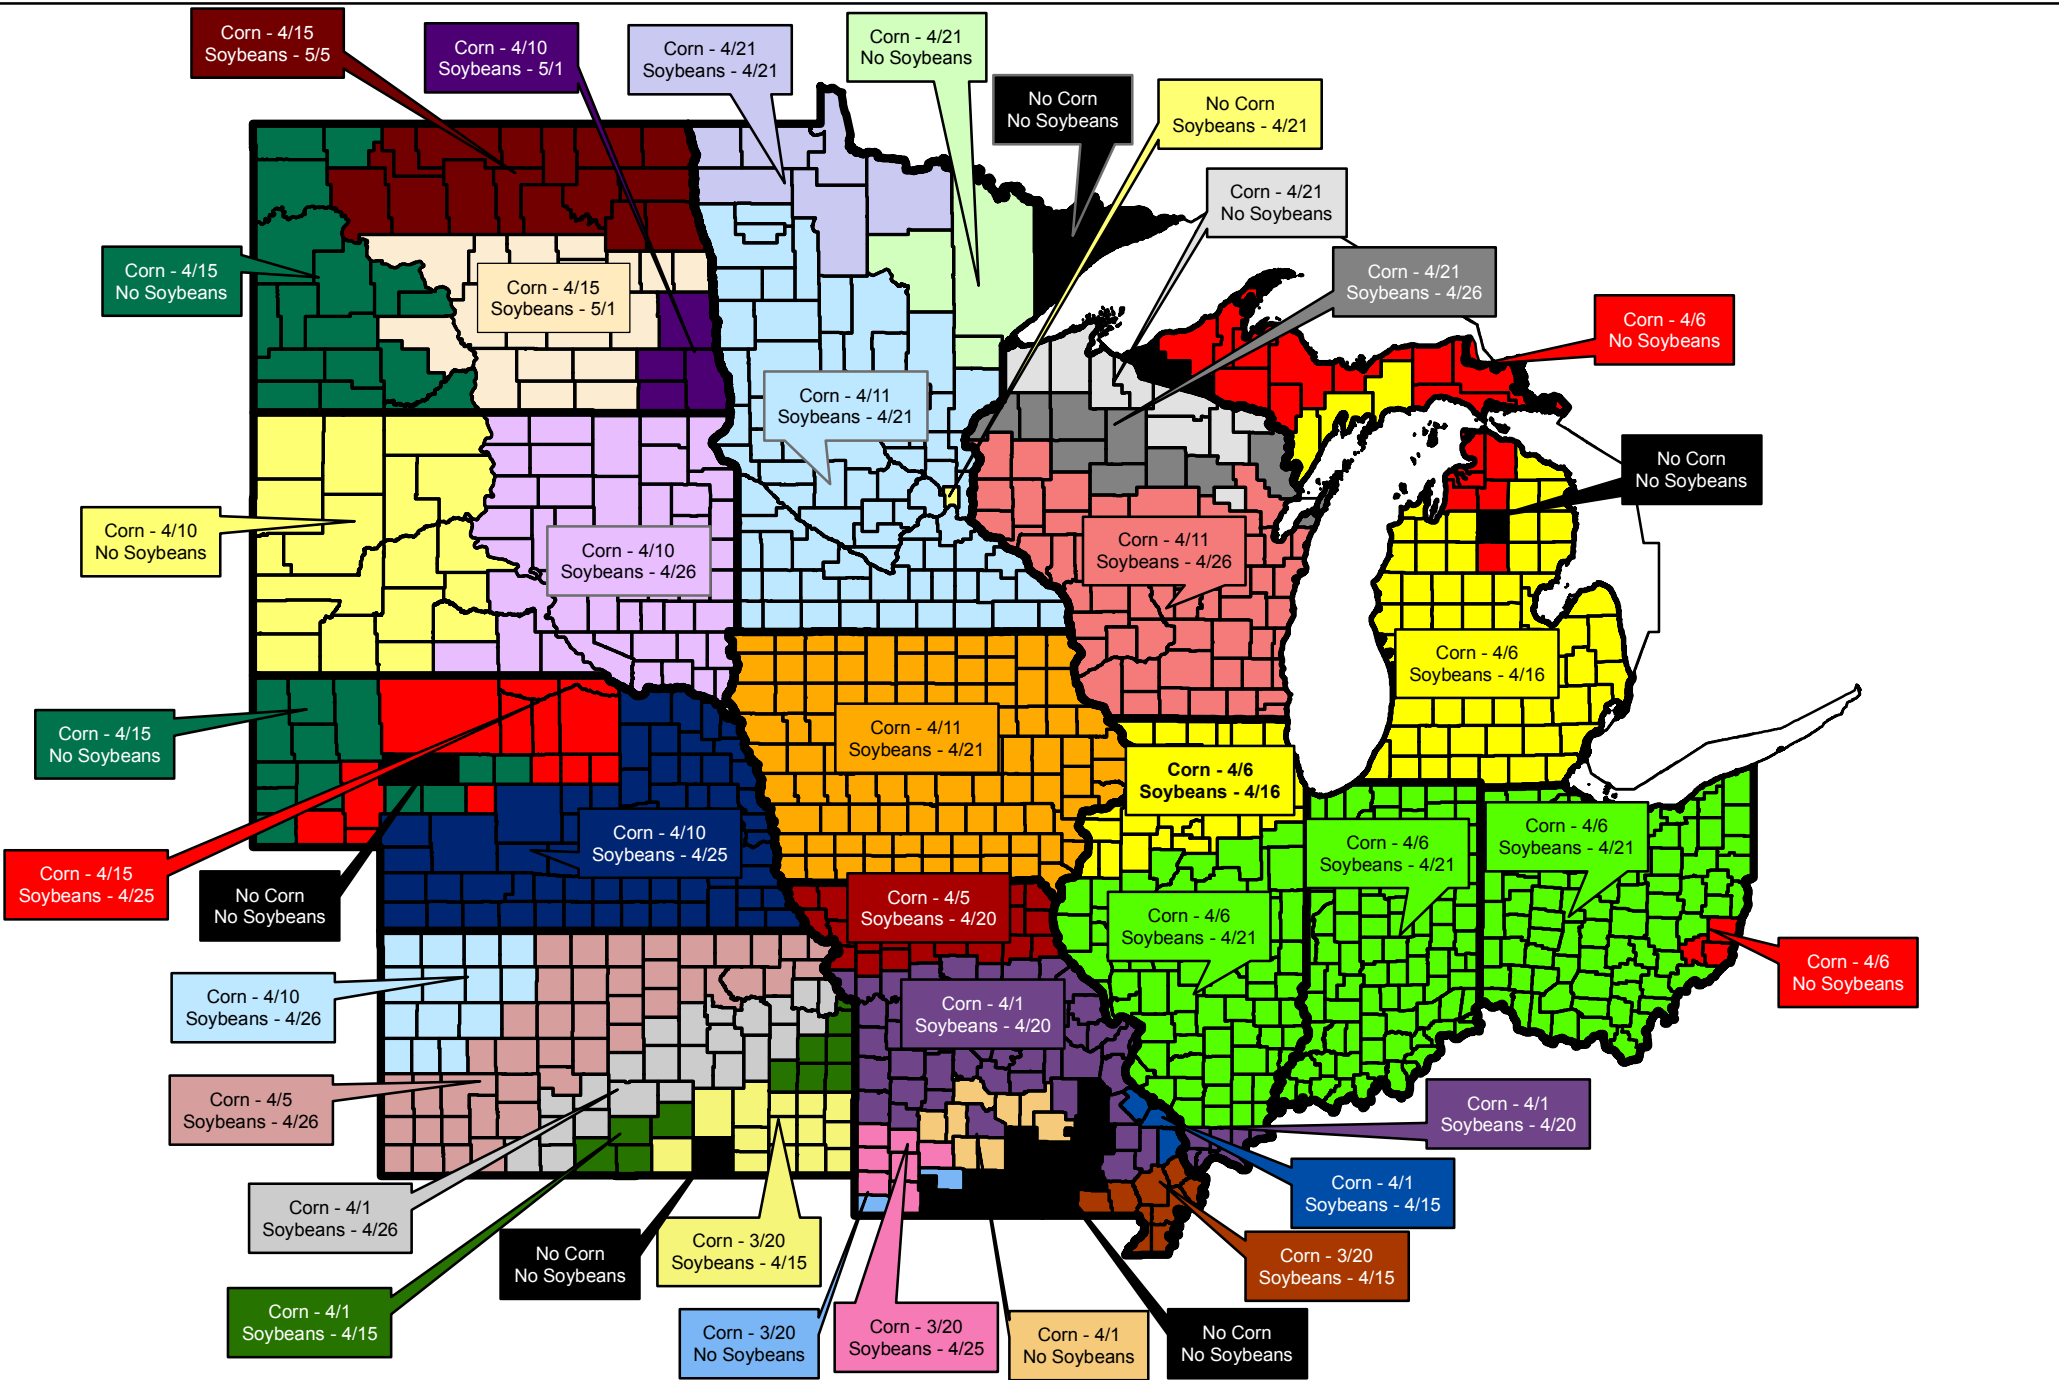 Corn - 4/15
Soybeans - 5/5
Corn - 4/10
Soybeans - 5/1
Corn - 4/21
Soybeans - 4/21
Corn - 4/21
No Soybeans
No Corn
No Soybeans
No Corn
Soybeans - 4/21
Corn - 4/21
No Soybeans
Corn - 4/15
No Soybeans
Corn - 4/15
Soybeans - 5/1
Corn - 4/21
Soybeans - 4/26
Corn - 4/6
No Soybeans
Corn - 4/11
Soybeans - 4/21
No Corn
No Soybeans
Corn - 4/10
No Soybeans
Corn - 4/10
Soybeans - 4/26
Corn - 4/11
Soybeans - 4/26
Corn - 4/6
Soybeans - 4/16
Corn - 4/15
No Soybeans
Corn - 4/11
Soybeans - 4/21
Corn - 4/6
Soybeans - 4/16
Corn - 4/10
Soybeans - 4/25
Corn - 4/6
Soybeans - 4/21
Corn - 4/6
Soybeans - 4/21
Corn - 4/15
Soybeans - 4/25
No Corn
No Soybeans
Corn - 4/5
Soybeans - 4/20
Corn - 4/6
Soybeans - 4/21
Corn - 4/6
No Soybeans
Corn - 4/10
Soybeans - 4/26
Corn - 4/1
Soybeans - 4/20
Corn - 4/5
Soybeans - 4/26
Corn - 4/1
Soybeans - 4/20
Corn - 4/1
Soybeans - 4/26
Corn - 4/1
Soybeans - 4/15
No Corn
No Soybeans
Corn - 3/20
Soybeans - 4/15
Corn - 3/20
Soybeans - 4/15
Corn - 4/1
Soybeans - 4/15
Corn - 3/20
No Soybeans
Corn - 3/20
Soybeans - 4/25
Corn - 4/1
No Soybeans
No Corn
No Soybeans